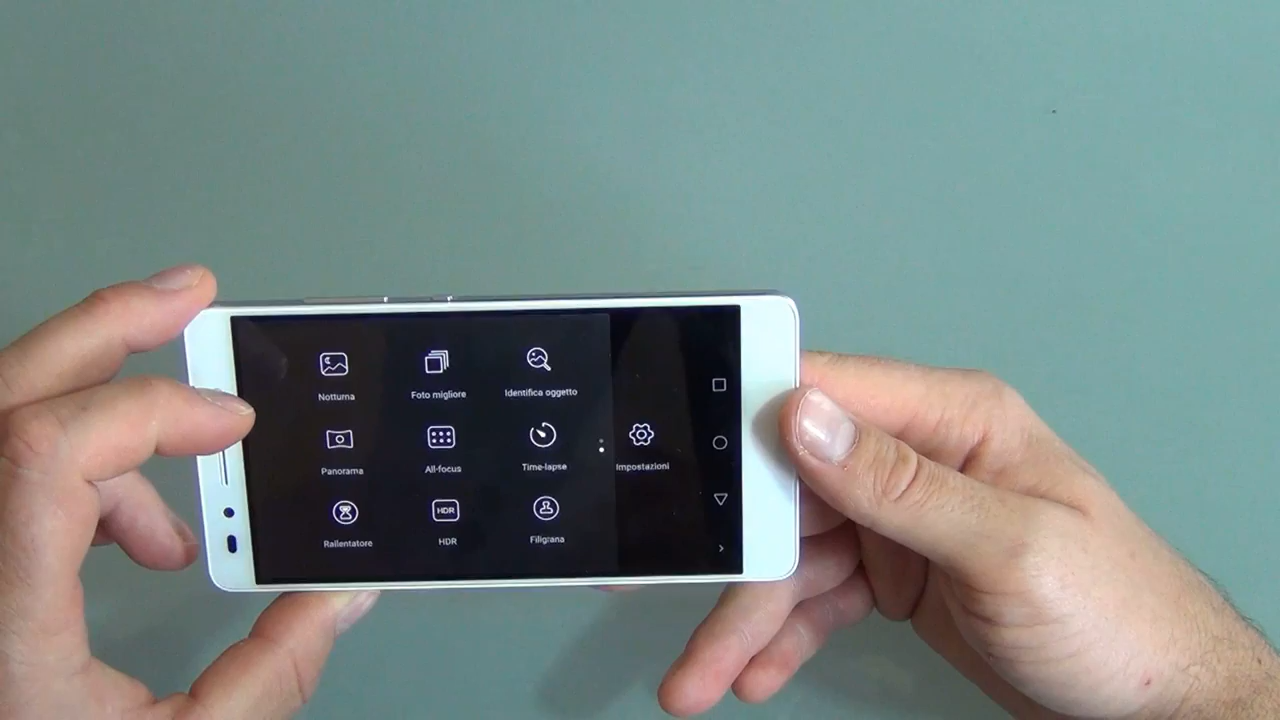 Notturna
Foto migliore
Identifica oggetto
Panorama
All-focus
Time-lapse
Impostazioni
Rallentatore
HDR
HDR
Filigrana